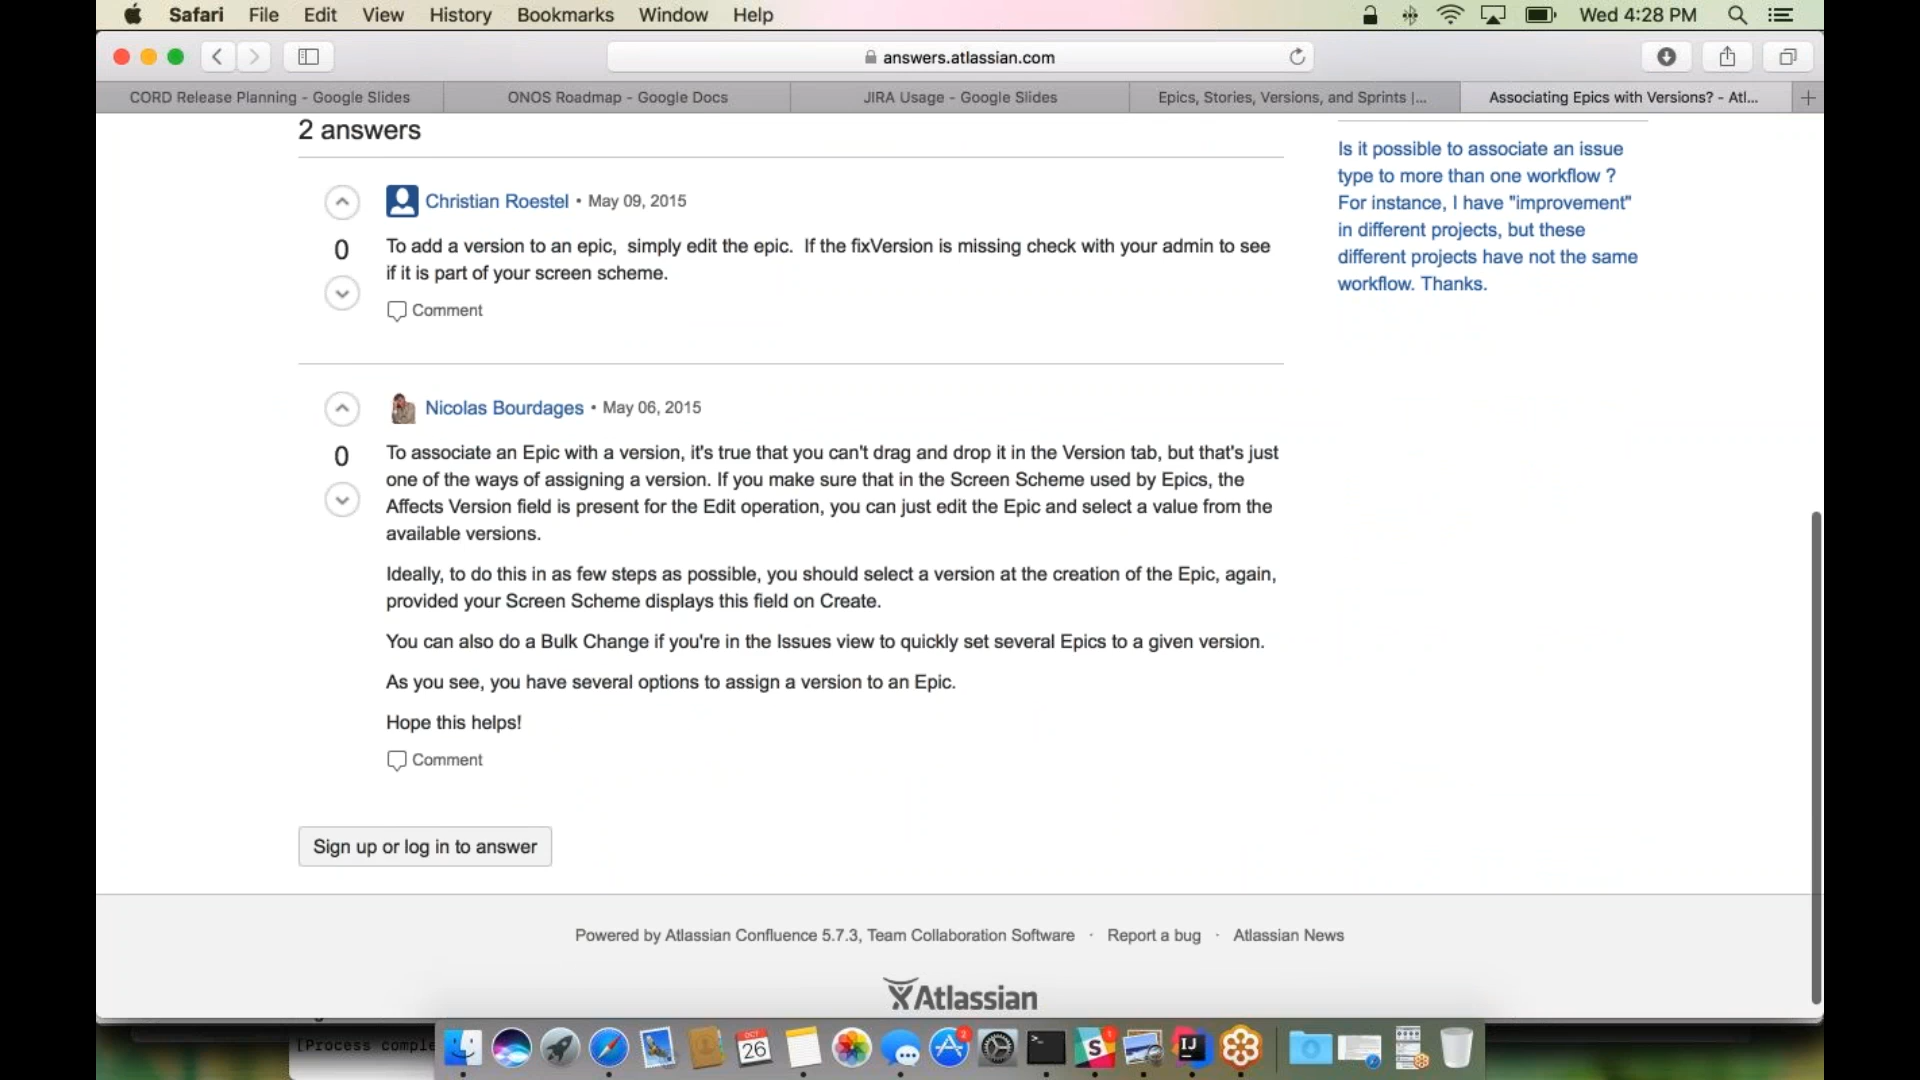 Safari File Edit View History Bookmarks Window Help Wed 4:28 PM
answers.atlassian.com
CORD Release Planning - Google Slides ONOS Roadmap - Google Docs JIRA Usage - Google Slides Epics, Stories, Versions, and Sprints |... Associating Epics with Versions? - Atl...
2 answers
Christian Roestel • May 09, 2015
0
To add a version to an epic, simply edit the epic. If the fixVersion is missing check with your admin to see
if it is part of your screen scheme.
Comment
Nicolas Bourdages • May 06, 2015
0
To associate an Epic with a version, it's true that you can't drag and drop it in the Version tab, but that's just
one of the ways of assigning a version. If you make sure that in the Screen Scheme used by Epics, the
Affects Version field is present for the Edit operation, you can just edit the Epic and select a value from the
available versions.
Ideally, to do this in as few steps as possible, you should select a version at the creation of the Epic, again,
provided your Screen Scheme displays this field on Create.
You can also do a Bulk Change if you're in the Issues view to quickly set several Epics to a given version.
As you see, you have several options to assign a version to an Epic.
Hope this helps!
Comment
Sign up or log in to answer
Is it possible to associate an issue
type to more than one workflow ?
For instance, I have "improvement"
in different projects, but these
different projects have not the same
workflow. Thanks.
Powered by Atlassian Confluence 5.7.3, Team Collaboration Software · Report a bug · Atlassian News
Atlassian
[Process comple
OCT
26
2
S
1
IJ